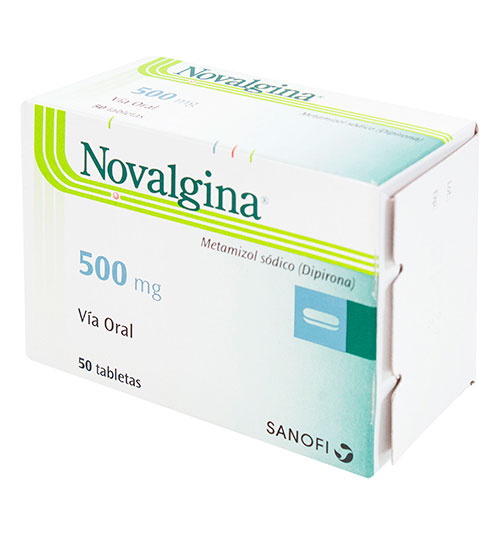 Novalgina®
500 mg
Vía Oral
50 tabletas
Metamizol sódico (Dipirona)
Novalgina®
Metamizol sódico (Dipirona)
500 mg
Vía Oral
50 tabletas
SANOFI